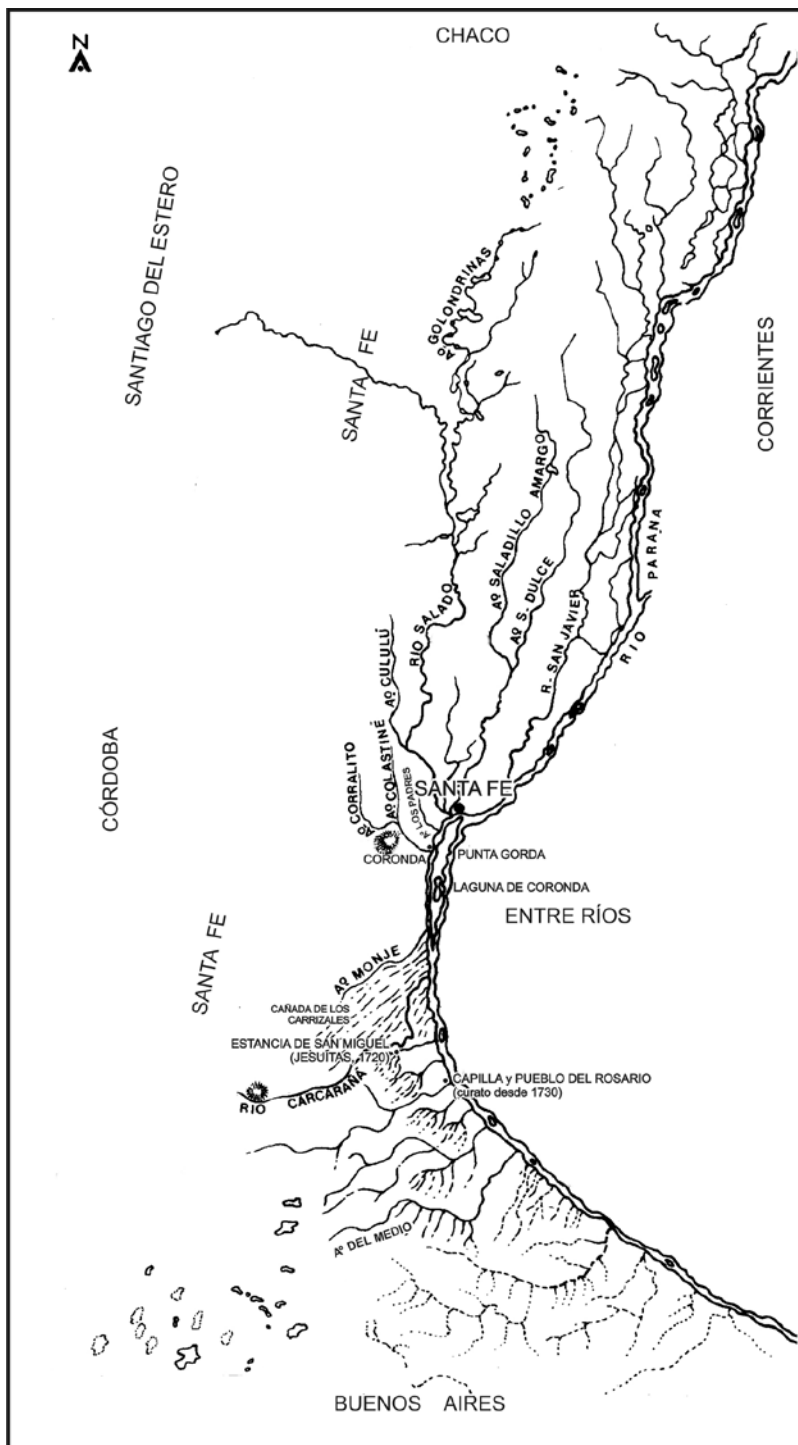 N
CHACO
SANTIAGO DEL ESTERO
Aº GOLONDRINAS
SANTA FE
CORRIENTES
Aº SALADILLO AMARGO
PARANA
RIO
Aº S. DULCE
R. SAN JAVIER
RIO SALADO
Aº CULULÚ
Aº COLASTINÉ
Aº CORRALITO
Aº LOS PADRES
CÓRDOBA
SANTA FE
CORONDA
PUNTA GORDA
LAGUNA DE CORONDA
ENTRE RÍOS
SANTA FE
Aº MONJE
CAÑADA DE LOS
CARRIZALES
ESTANCIA DE SAN MIGUEL
(JESUÍTAS, 1720)
RIO CARCARAÑÁ
CAPILLA y PUEBLO DEL ROSARIO
(curato desde 1730)
Aº DEL MEDIO
BUENOS AIRES